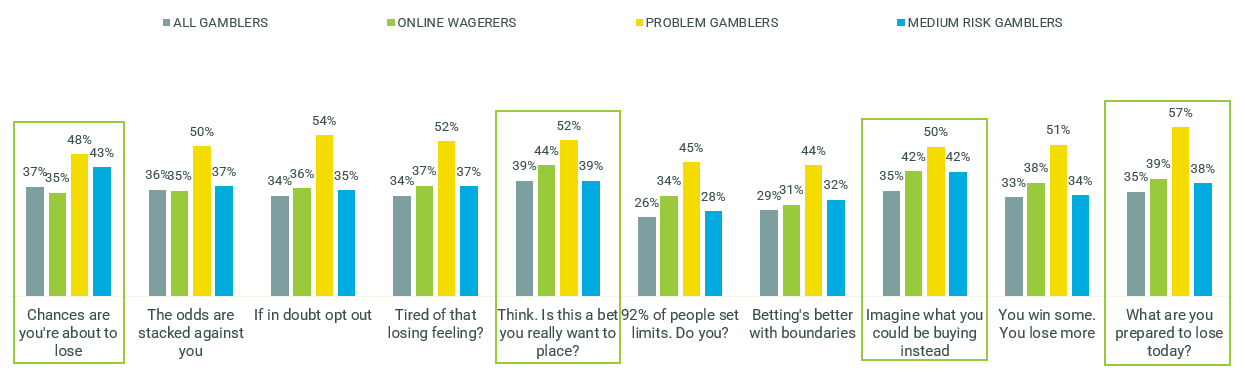 ALL GAMBLERS ONLINE WAGERERS PROBLEM GAMBLERS MEDIUM RISK GAMBLERS
37% 35% 48% 43%
Chances are
you're about to
lose
36% 35% 50% 37%
The odds are
stacked against
you
34% 36% 54% 35%
If in doubt opt out
34% 37% 52% 37%
Tired of that
losing feeling?
39% 44% 52% 39%
Think. Is this a bet
you really want to
place?
26% 34% 45% 28%
92% of people set
limits. Do you?
29% 31% 44% 32%
Betting's better
with boundaries
35% 42% 50% 42%
Imagine what you
could be buying
instead
33% 38% 51% 34%
You win some.
You lose more
35% 39% 57% 38%
What are you
prepared to lose
today?